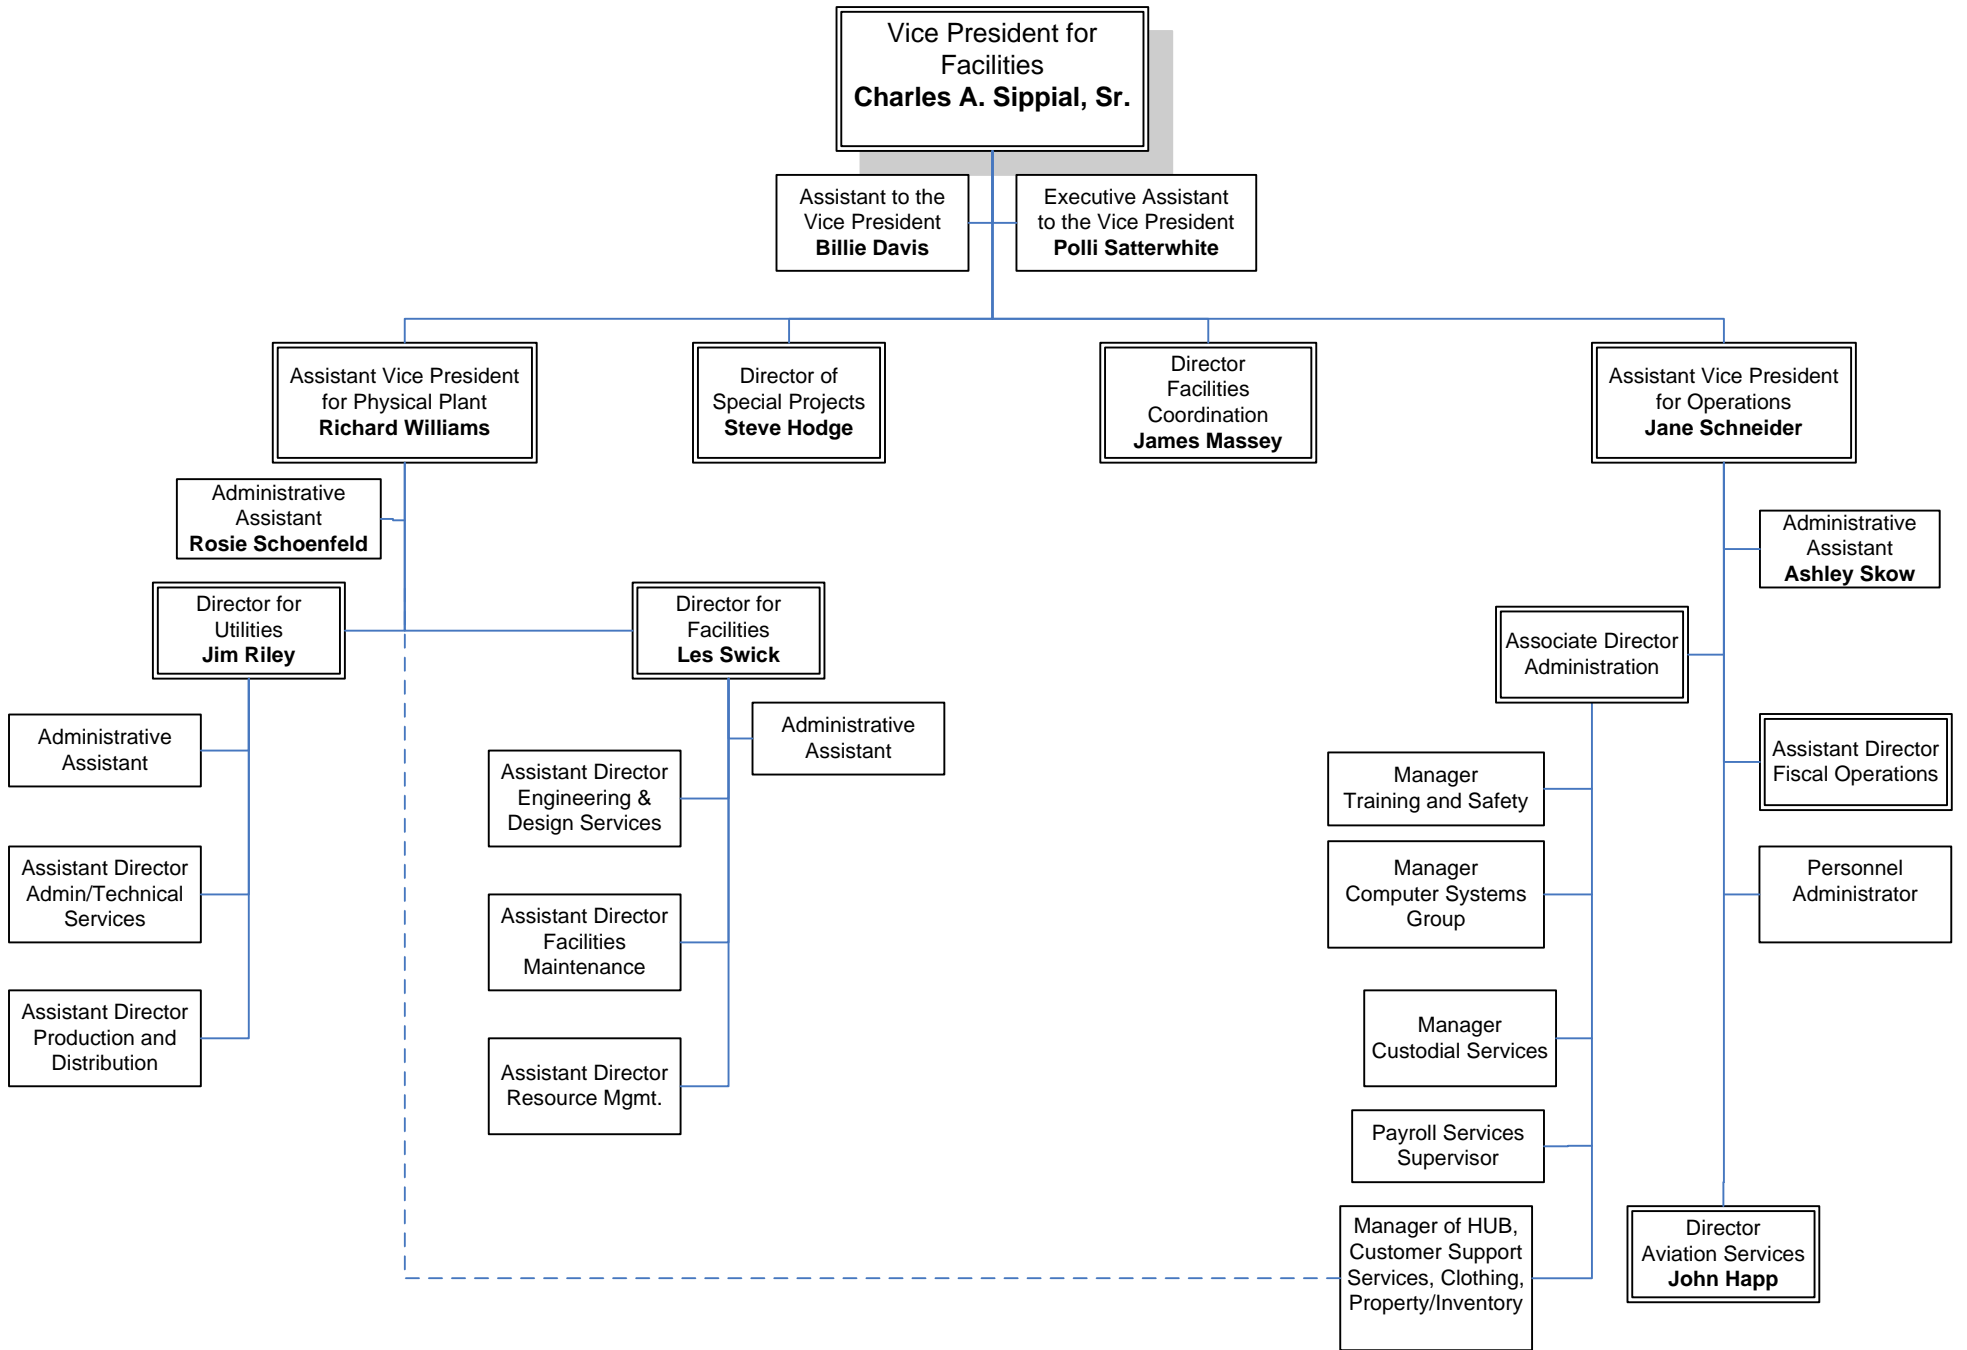 Vice President for
Facilities
Charles A. Sippial, Sr.
Assistant to the
Vice President
Billie Davis
Executive Assistant
to the Vice President
Polli Satterwhite
Assistant Vice President
for Physical Plant
Richard Williams
Director of
Special Projects
Steve Hodge
Director
Facilities
Coordination
James Massey
Assistant Vice President
for Operations
Jane Schneider
Administrative
Assistant
Rosie Schoenfeld
Administrative
Assistant
Ashley Skow
Director for
Utilities
Jim Riley
Director for
Facilities
Les Swick
Associate Director
Administration
Administrative
Assistant
Assistant Director
Admin/Technical
Services
Assistant Director
Production and
Distribution
Administrative
Assistant
Assistant Director
Engineering &
Design Services
Assistant Director
Facilities
Maintenance
Assistant Director
Resource Mgmt.
Manager
Training and Safety
Manager
Computer Systems
Group
Manager
Custodial Services
Payroll Services
Supervisor
Manager of HUB,
Customer Support
Services, Clothing,
Property/Inventory
Assistant Director
Fiscal Operations
Personnel
Administrator
Director
Aviation Services
John Happ